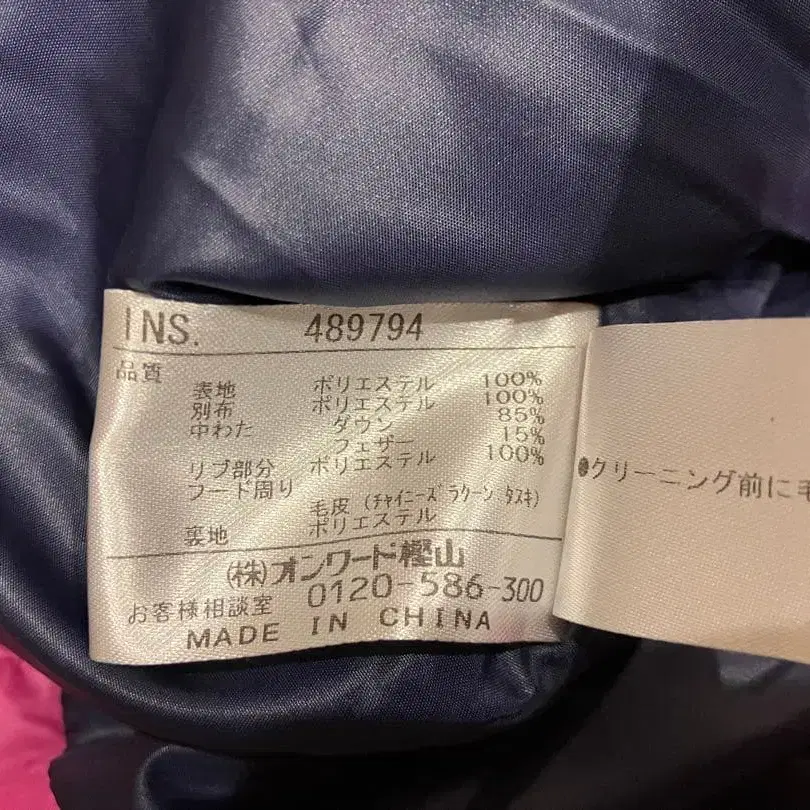 INS. 489794
品質
表地 ポリエステル 100%
別布 ポリエステル 100%
中わた ダウン 85%
フェザー 15%
リブ部分 ポリエステル 100%
フード周り
毛皮 (チャイニーズラクーン,タヌキ)
裏地 ポリエステル
(株)オンワード樫山
お客様相談室 0120-586-300
MADE IN CHINA
●クリーニング前に毛